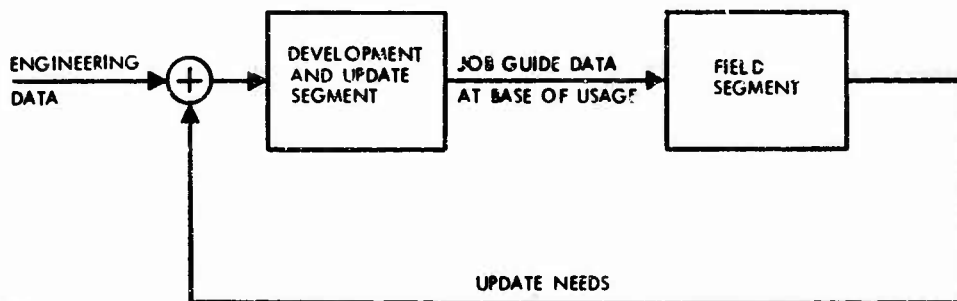 ENGINEERING
DATA
+
DEVELOPMENT
AND UPDATE
SEGMENT
JOB GUIDE DATA
AT BASE OF USAGE
FIELD
SEGMENT
UPDATE NEEDS